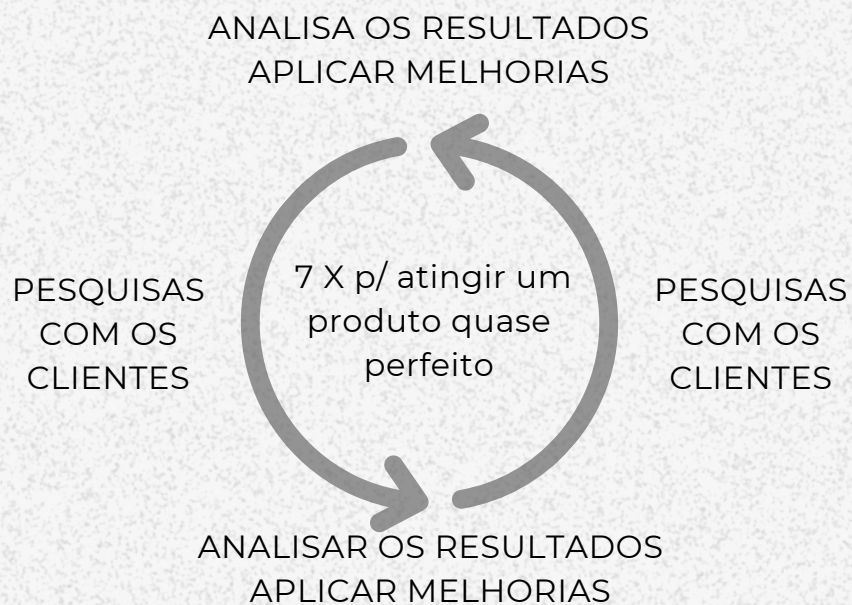 ANALISA OS RESULTADOS
APLICAR MELHORIAS
PESQUISAS
COM OS
CLIENTES
7 X p/ atingir um
produto quase
perfeito
PESQUISAS
COM OS
CLIENTES
ANALISAR OS RESULTADOS
APLICAR MELHORIAS